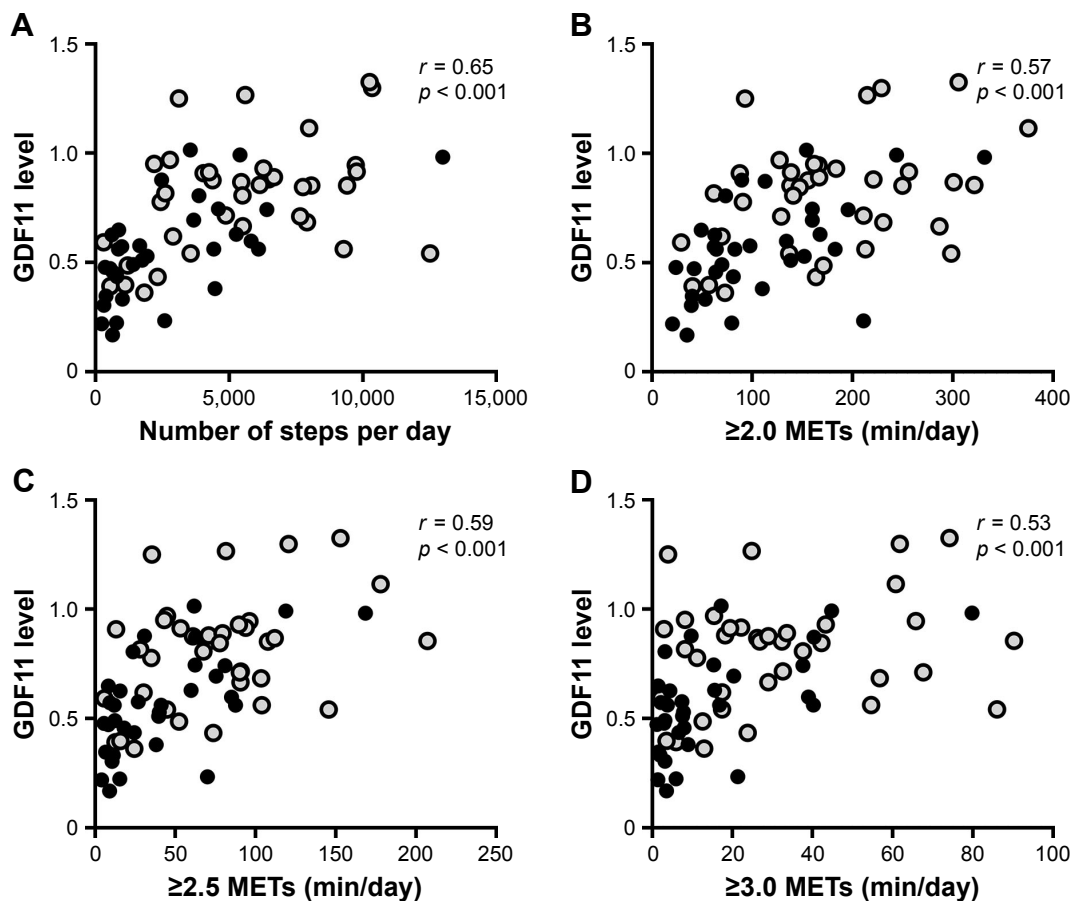 A
GDF11 level
1.5
1.0
0.5
0
r = 0.65
p < 0.001
0 5,000 10,000 15,000
Number of steps per day
B
GDF11 level
1.5
1.0
0.5
0
r = 0.57
p < 0.001
0 100 200 300 400
≥2.0 METs (min/day)
C
GDF11 level
1.5
1.0
0.5
0
r = 0.59
p < 0.001
0 50 100 150 200 250
≥2.5 METs (min/day)
D
GDF11 level
1.5
1.0
0.5
0
r = 0.53
p < 0.001
0 20 40 60 80 100
≥3.0 METs (min/day)